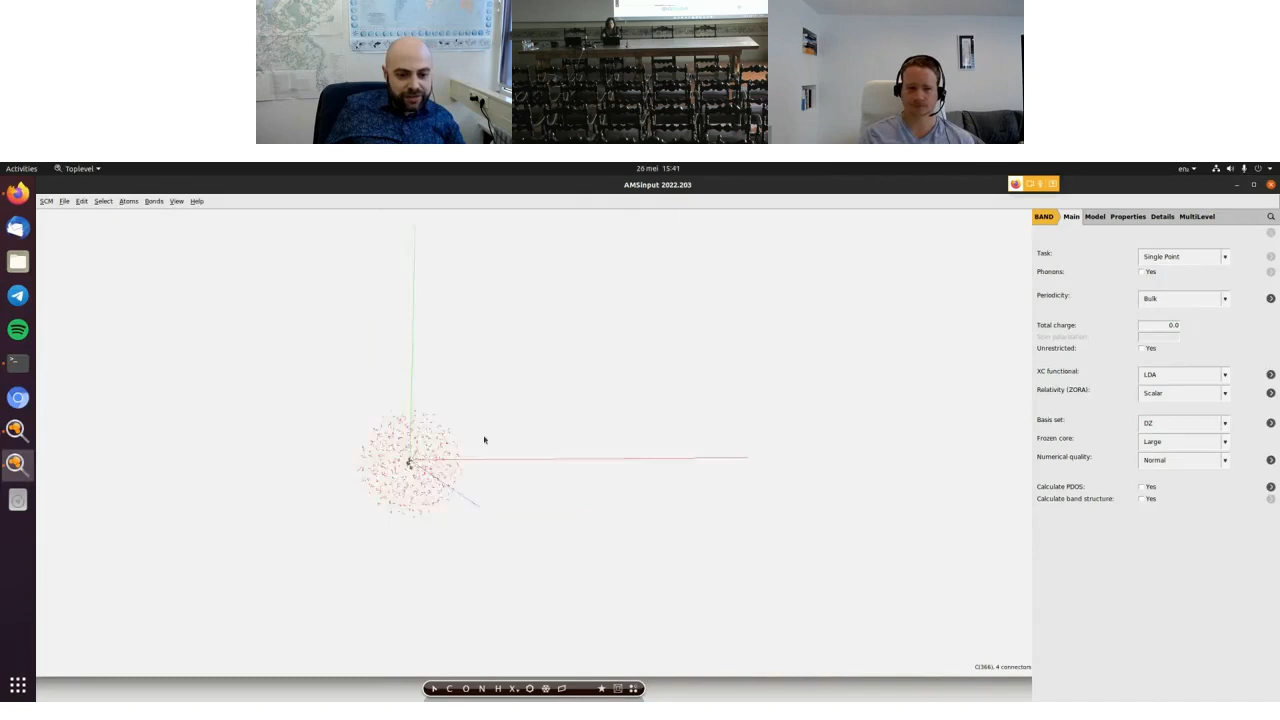 Activities Toplevel 26 mei 15:41 en
AMSinput 2022.203
SCM File Edit Select Atoms Bonds View Help
BAND Main Model Properties Details MultiLevel
Task: Single Point
Phonons: Yes
Periodicity: Bulk
Total charge: 0.0
Spin polarization:
Unrestricted: Yes
XC functional: LDA
Relativity (ZORA): Scalar
Basis set: DZ
Frozen core: Large
Numerical quality: Normal
Calculate PDOS: Yes
Calculate band structure: Yes
C(366), 4 connectors
C O N H X